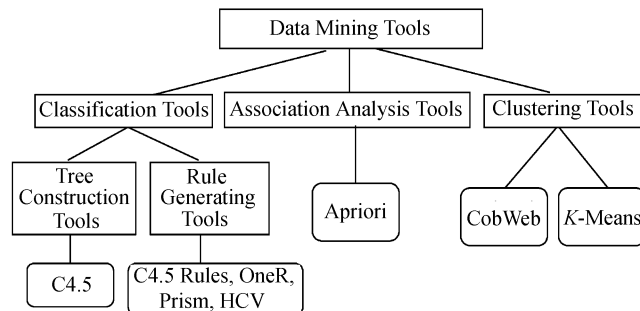 Data Mining Tools
Classification Tools
Association Analysis Tools
Clustering Tools
Tree
Construction
Tools
Rule
Generating
Tools
Apriori
CobWeb
K-Means
C4.5
C4.5 Rules, OneR,
Prism, HCV